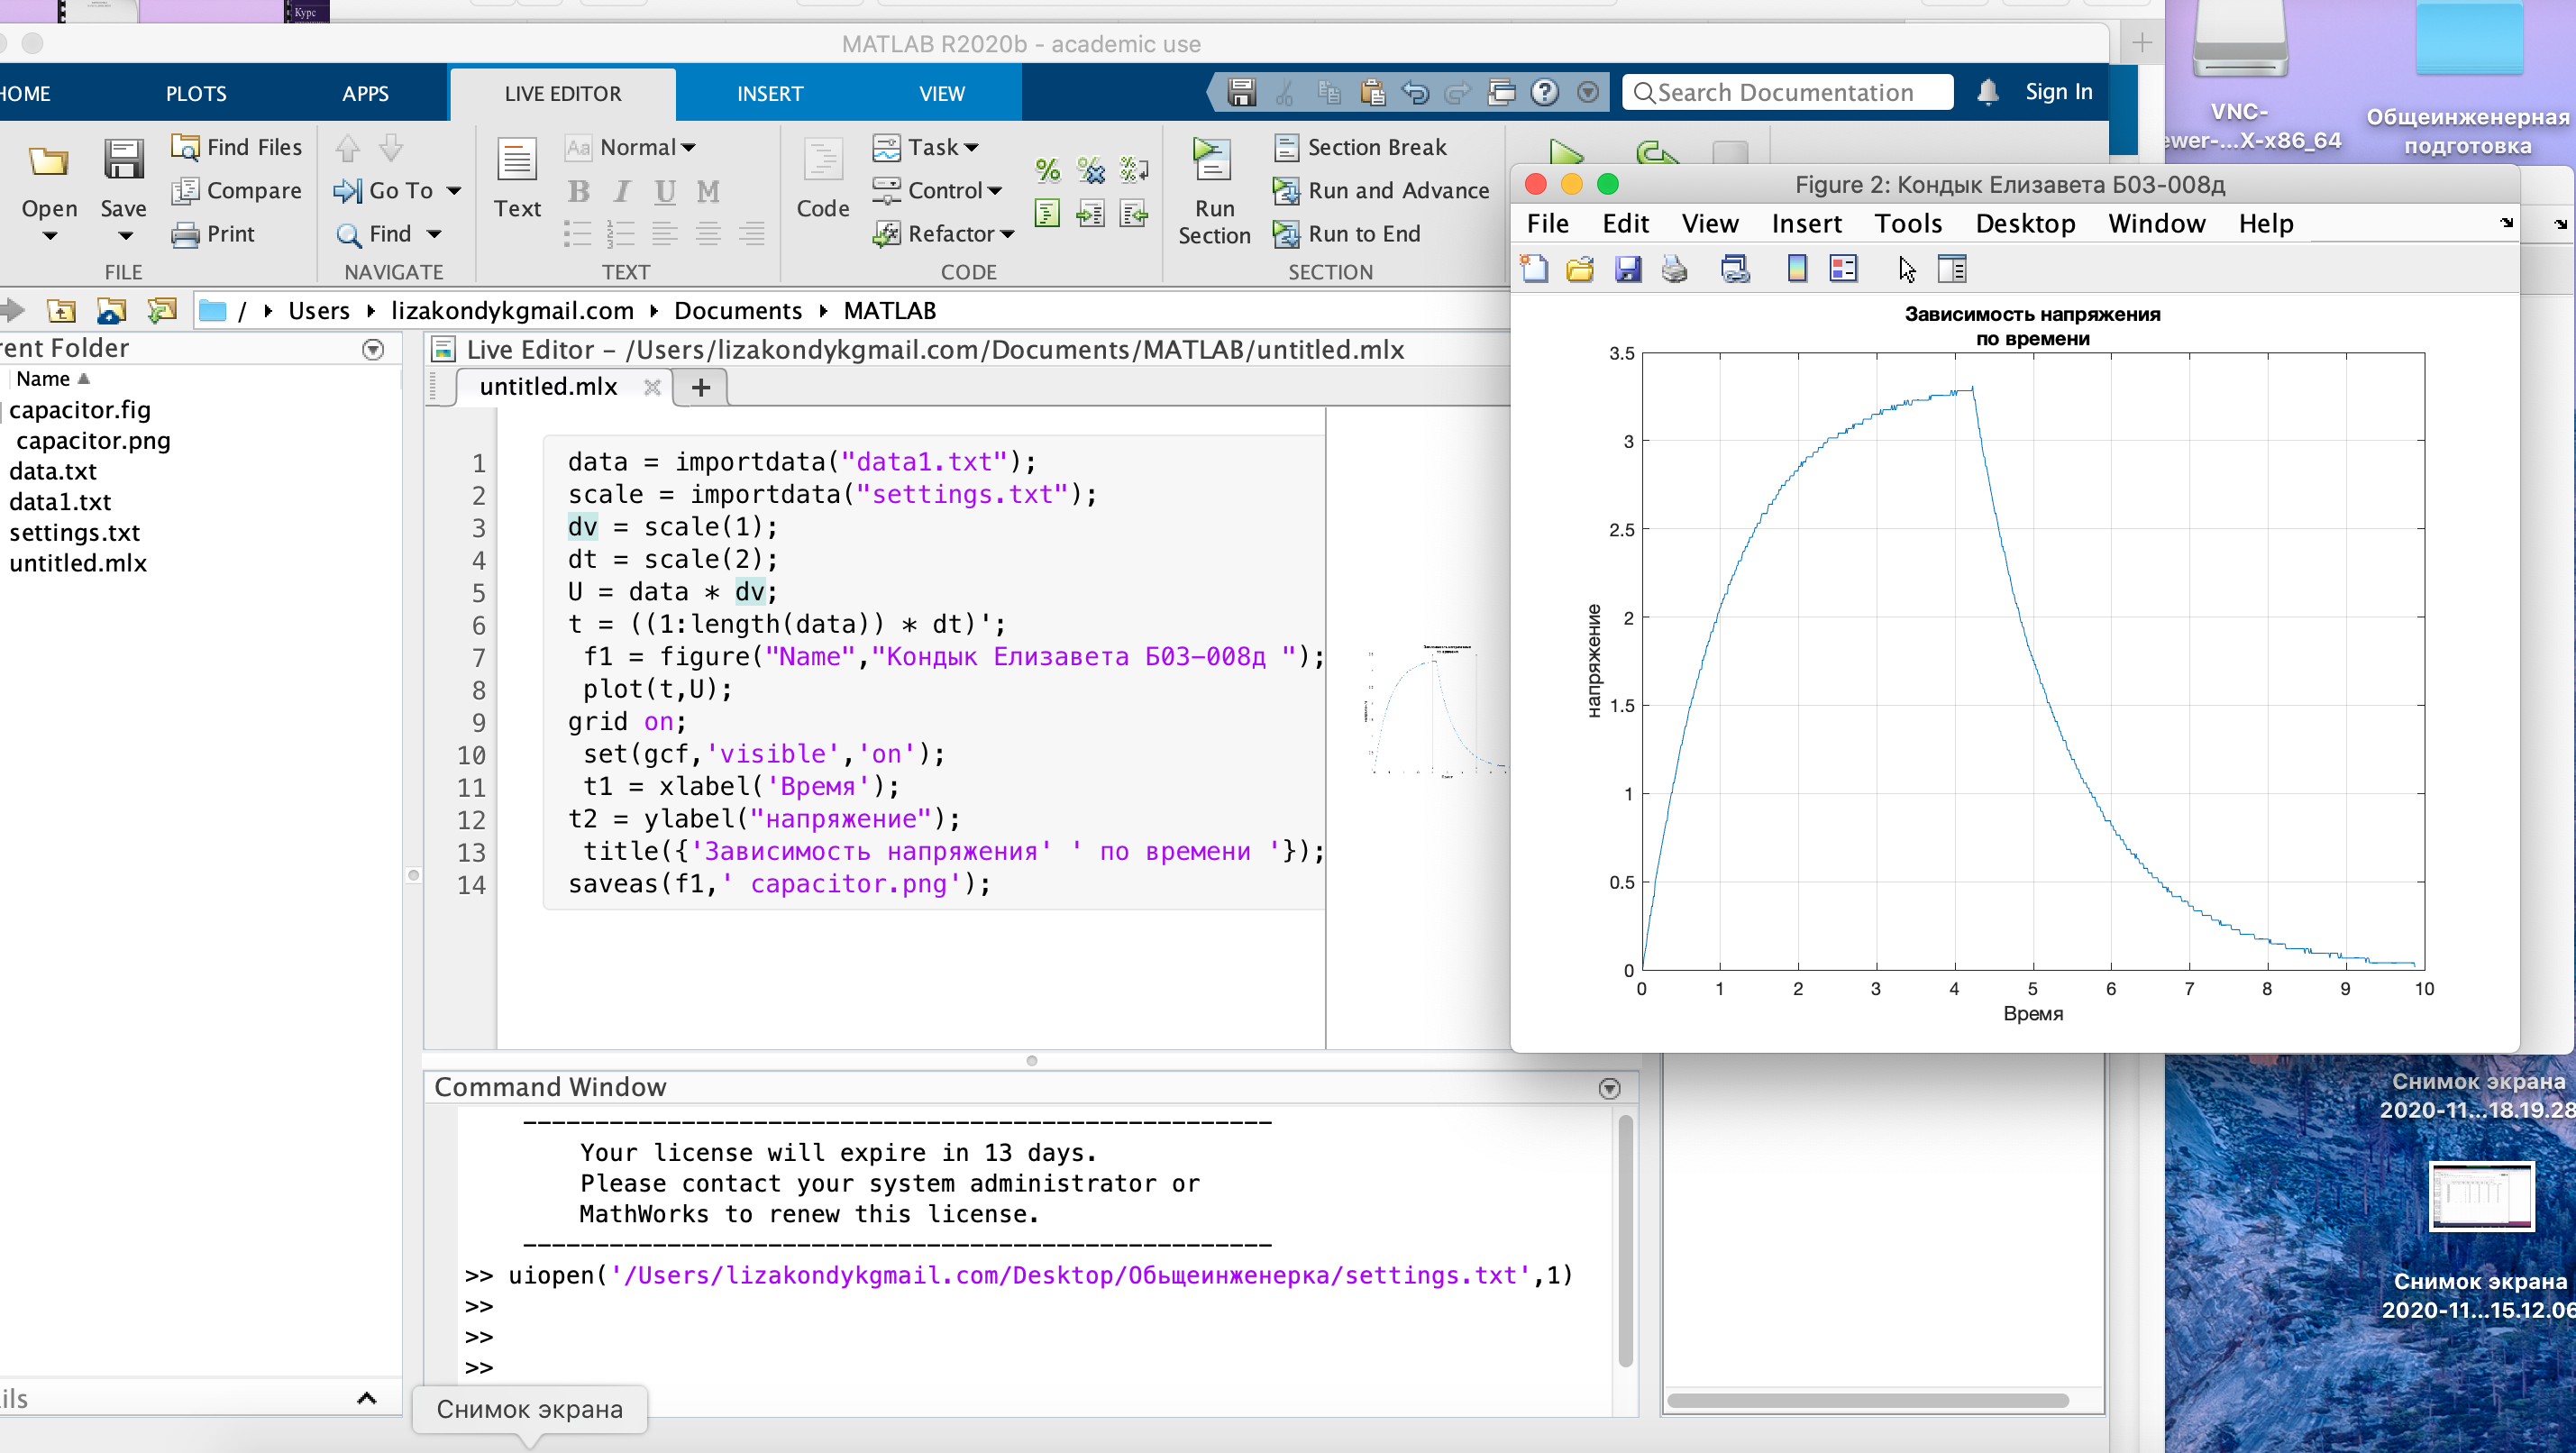 Курс
MATLAB R2020b - academic use
HOME PLOTS APPS LIVE EDITOR INSERT VIEW Search Documentation Sign In
Find Files Normal Task Section Break
Compare Go To B I U M Control Run and Advance
Open Save Text Code Run Section
Print Find Refactor Run to End
FILE NAVIGATE TEXT CODE SECTION
/ Users lizakondykgmail.com Documents MATLAB
rent Folder
Name
capacitor.fig
capacitor.png
data.txt
data1.txt
settings.txt
untitled.mlx
ils
Live Editor - /Users/lizakondykgmail.com/Documents/MATLAB/untitled.mlx
untitled.mlx +
1 data = importdata("data1.txt");
2 scale = importdata("settings.txt");
3 dv = scale(1);
4 dt = scale(2);
5 U = data * dv;
6 t = ((1:length(data)) * dt)';
7 f1 = figure("Name","Кондык Елизавета Б03-008д ");
8 plot(t,U);
9 grid on;
10 set(gcf,'visible','on');
11 t1 = xlabel('Время');
12 t2 = ylabel("напряжение");
13 title({'Зависимость напряжения' ' по времени '});
14 saveas(f1,' capacitor.png');
Command Window
Your license will expire in 13 days.
Please contact your system administrator or
MathWorks to renew this license.
>> uiopen('/Users/lizakondykgmail.com/Desktop/Обьщеинженерка/settings.txt',1)
>>
>>
>>
Снимок экрана
Figure 2: Кондык Елизавета Б03-008д
File Edit View Insert Tools Desktop Window Help
Зависимость напряжения
по времени
3.5
3
2.5
2
1.5
1
0.5
0
напряжение
0 1 2 3 4 5 6 7 8 9 10
Время
VNC-
ewer-...X-x86_64
Общеинженерная
подготовка
Снимок экрана
2020-11...18.19.28
Снимок экрана
2020-11...15.12.06